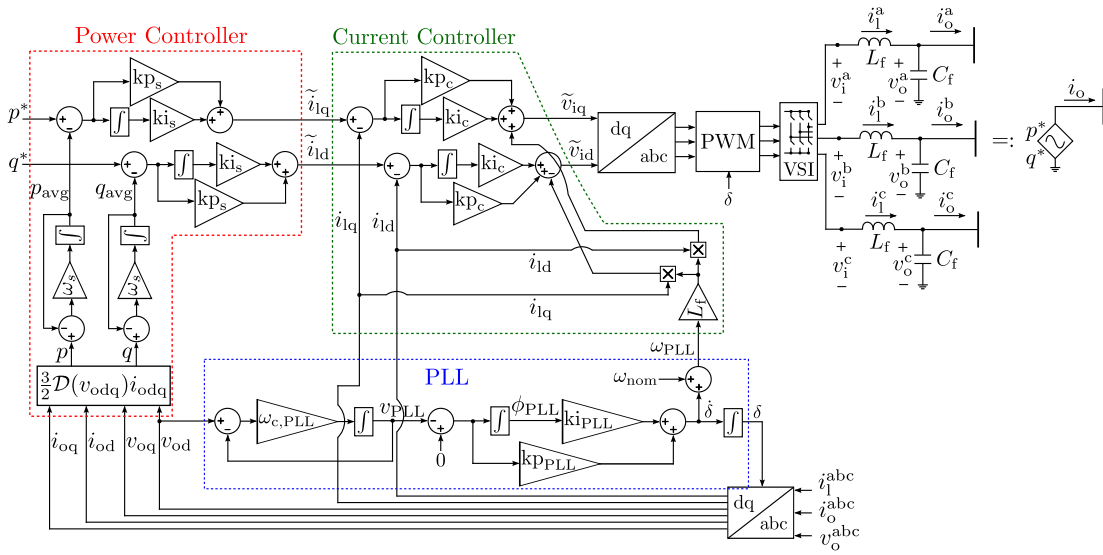 Power Controller
Current Controller
p*
kp_s
∫
ki_s
ĩ_lq
kp_c
∫
ki_c
ṽ_iq
q*
∫
ki_s
kp_s
ĩ_ld
∫
ki_c
kp_c
ṽ_id
dq
abc
PWM
δ
VSI
i_l^a
i_o^a
L_f
C_f
v_i^a
v_o^a
i_l^b
i_o^b
L_f
C_f
v_i^b
v_o^b
i_l^c
i_o^c
L_f
C_f
v_i^c
v_o^c
=:
p*
q*
i_o
p_avg
q_avg
∫
∫
ω_s
ω_s
p
q
i_lq
i_ld
i_ld
i_lq
L_f
ω_PLL
ω_nom
3/2 𝒟(v_odq)i_odq
PLL
ω_c,PLL
∫
v_PLL
0
∫
ϕ_PLL
ki_PLL
kp_PLL
δ̇
∫
δ
i_oq
i_od
v_oq
v_od
dq
abc
i_l^abc
i_o^abc
v_o^abc